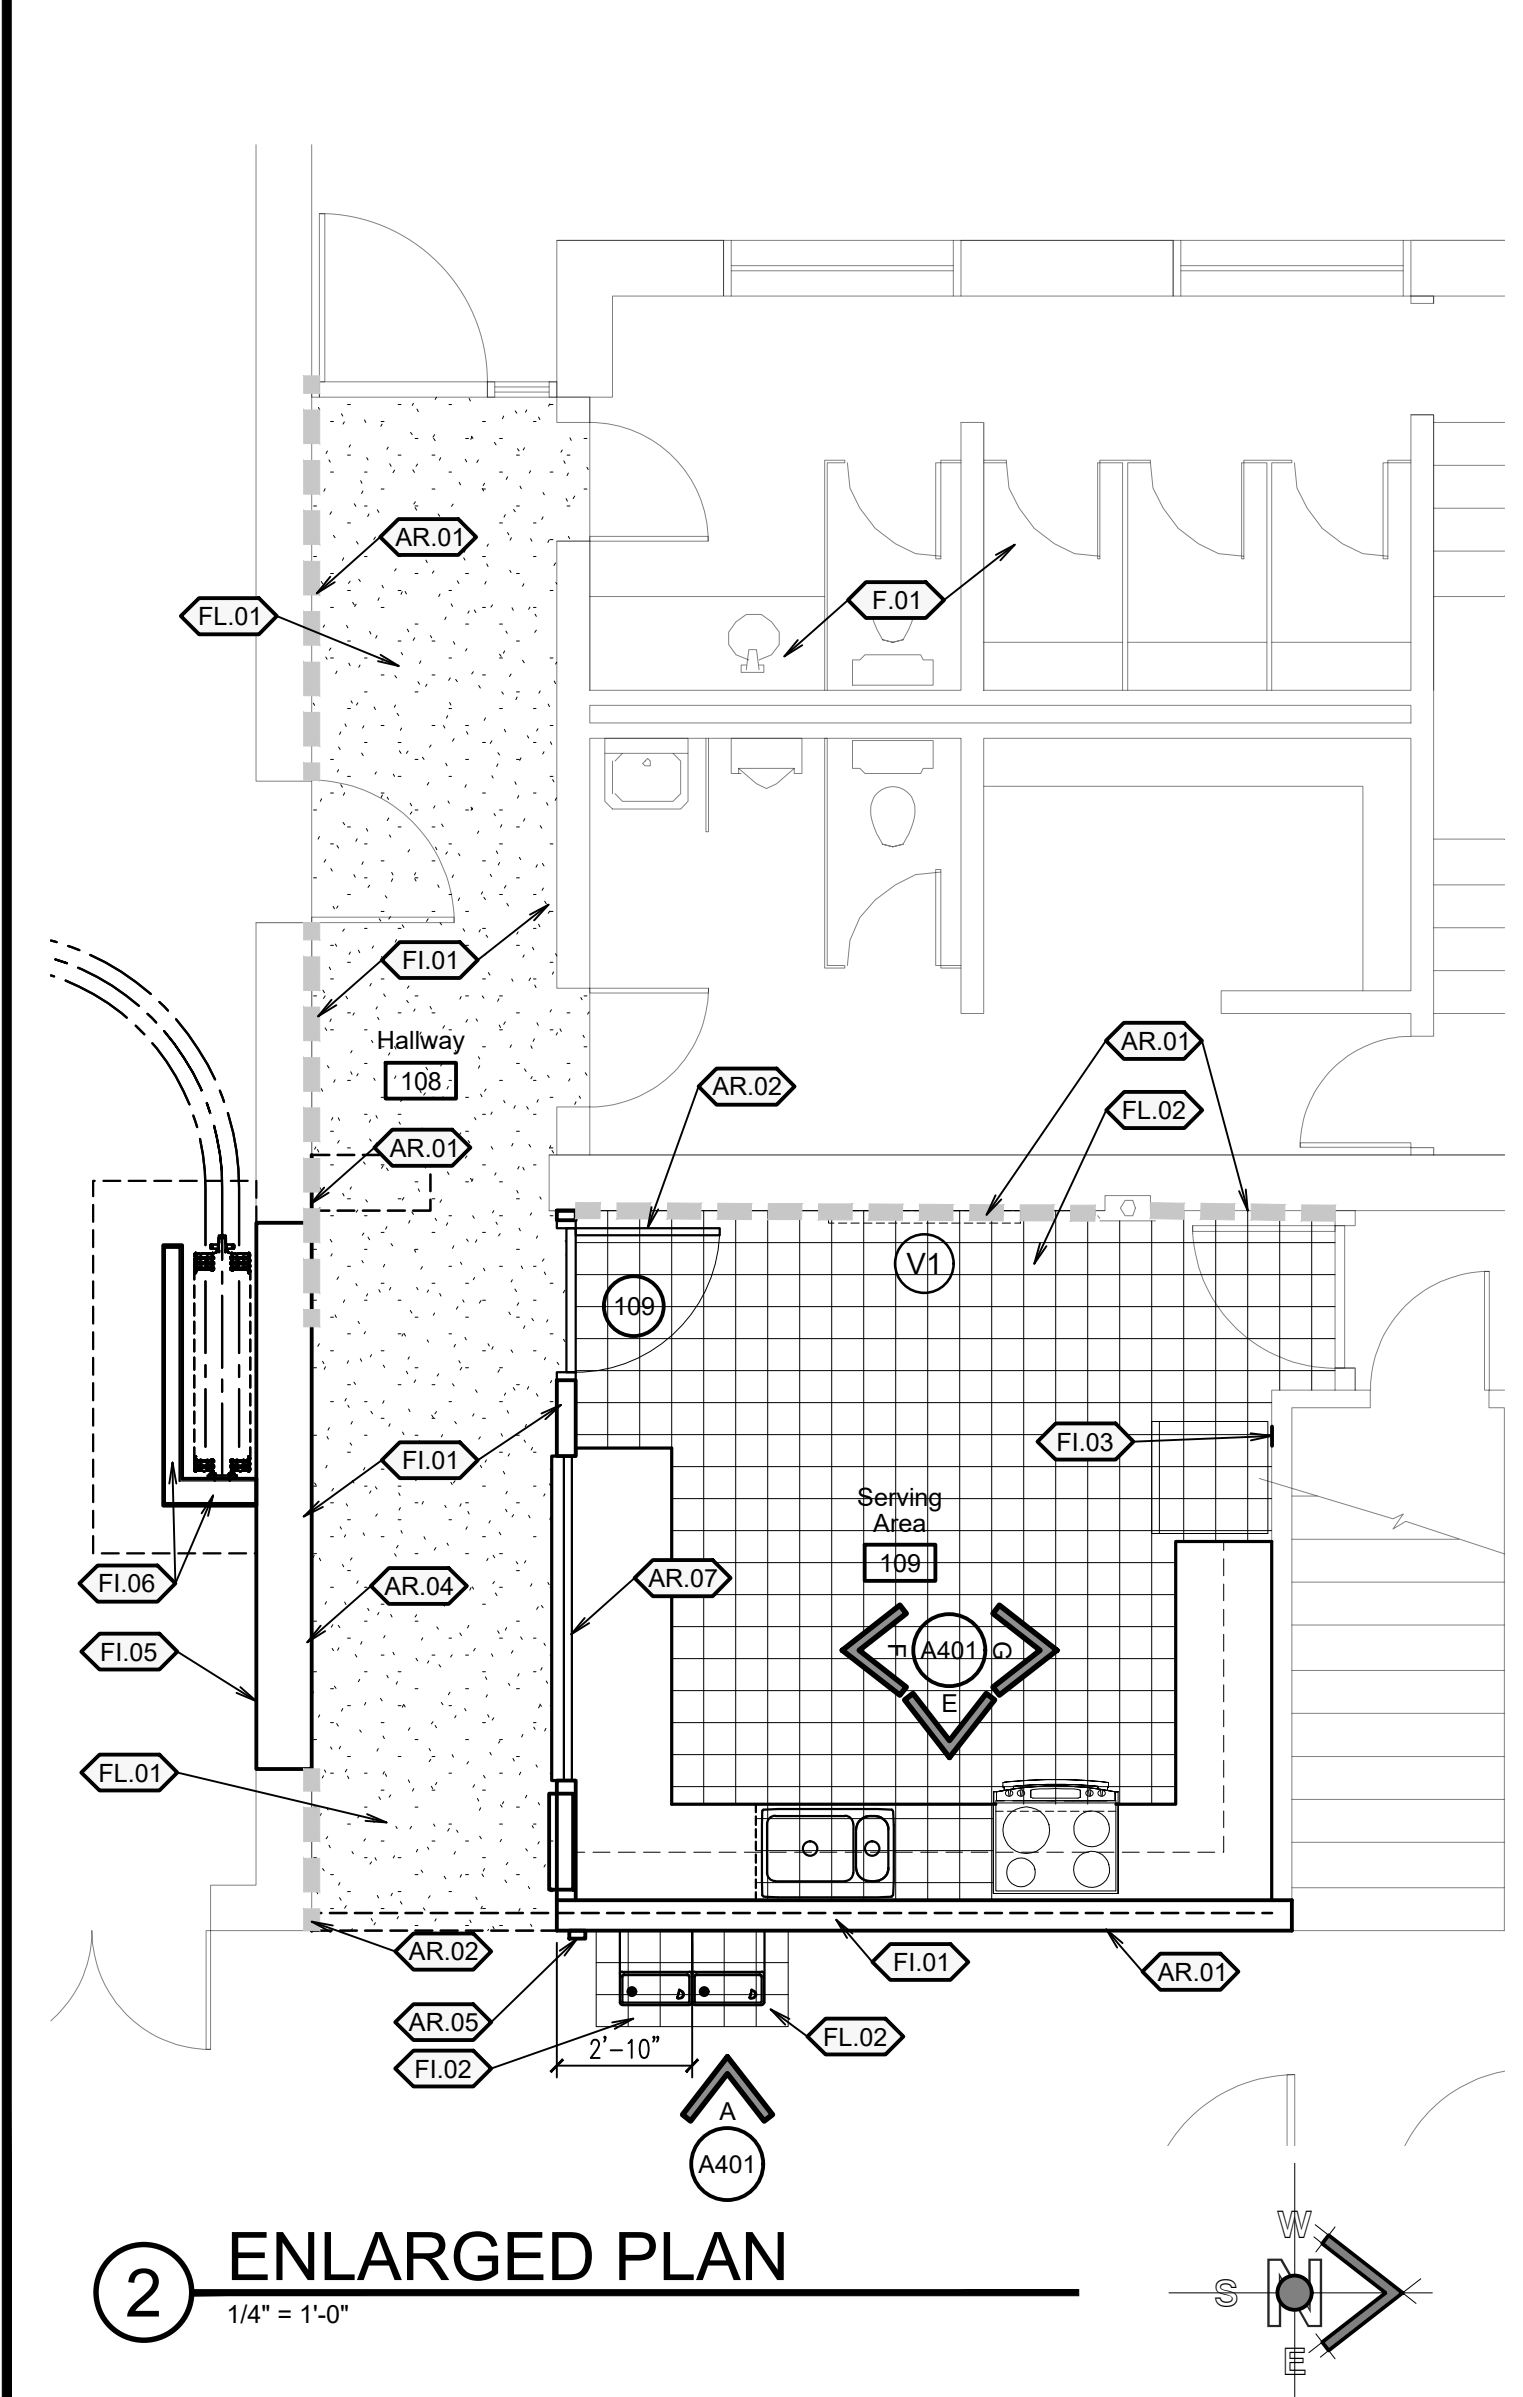 AR.01
FL.01
F.01
FI.01
Hallway
108
AR.01
AR.02
AR.01
FL.02
V1
109
FI.03
FI.01
Serving
Area
109
FI.06
AR.04
AR.07
FI.05
F
A401
G
E
FL.01
AR.02
FI.01
AR.01
AR.05
FL.02
2'-10"
FI.02
A
A401
2
ENLARGED PLAN
1/4" = 1'-0"
W
S
N
E